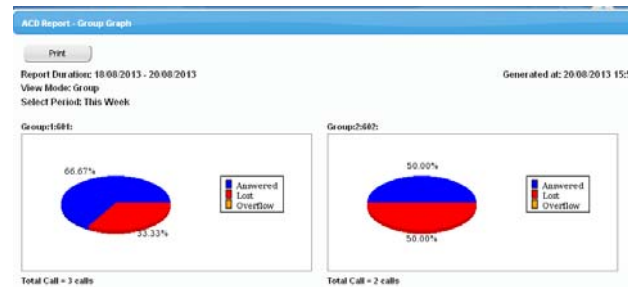 ACD Report - Group Graph
Print
Report Duration: 18/08/2013 - 20/08/2013
Generated at: 20/08/2013
View Mode: Group
Select Period: This Week
Group:1:601:
66.67%
33.33%
Answered
Lost
Overflow
Total Call = 3 calls
Group:2:602:
50.00%
50.00%
Answered
Lost
Overflow
Total Call = 2 calls